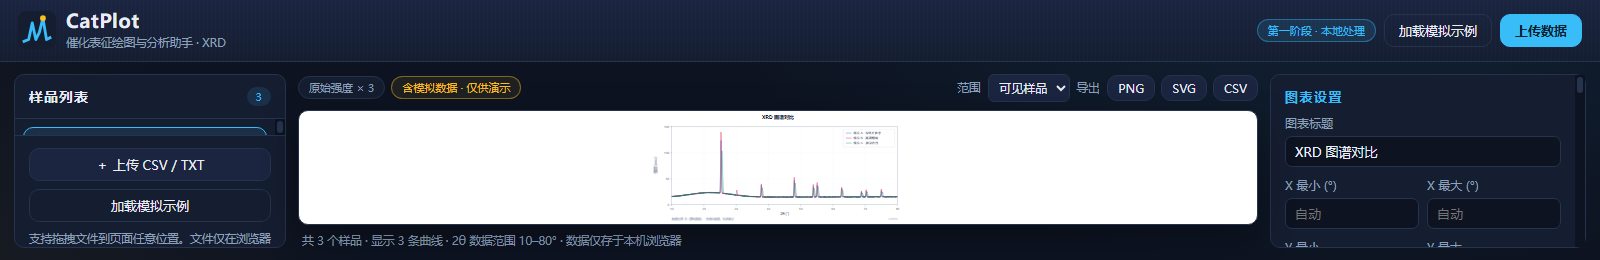 CatPlot
催化表征绘图与分析助手 · XRD
第一阶段 · 本地处理
加载模拟示例
上传数据
样品列表
3
+ 上传 CSV / TXT
加载模拟示例
支持拖拽文件到页面任意位置。文件仅在浏览器
原始强度 × 3
含模拟数据 · 仅供演示
范围
可见样品
导出
PNG
SVG
CSV
XRD 图谱对比
共 3 个样品 · 显示 3 条曲线 · 2θ 数据范围 10–80° · 数据仅存于本机浏览器
图表设置
图表标题
XRD 图谱对比
X 最小 (°)
X 最大 (°)
自动
自动